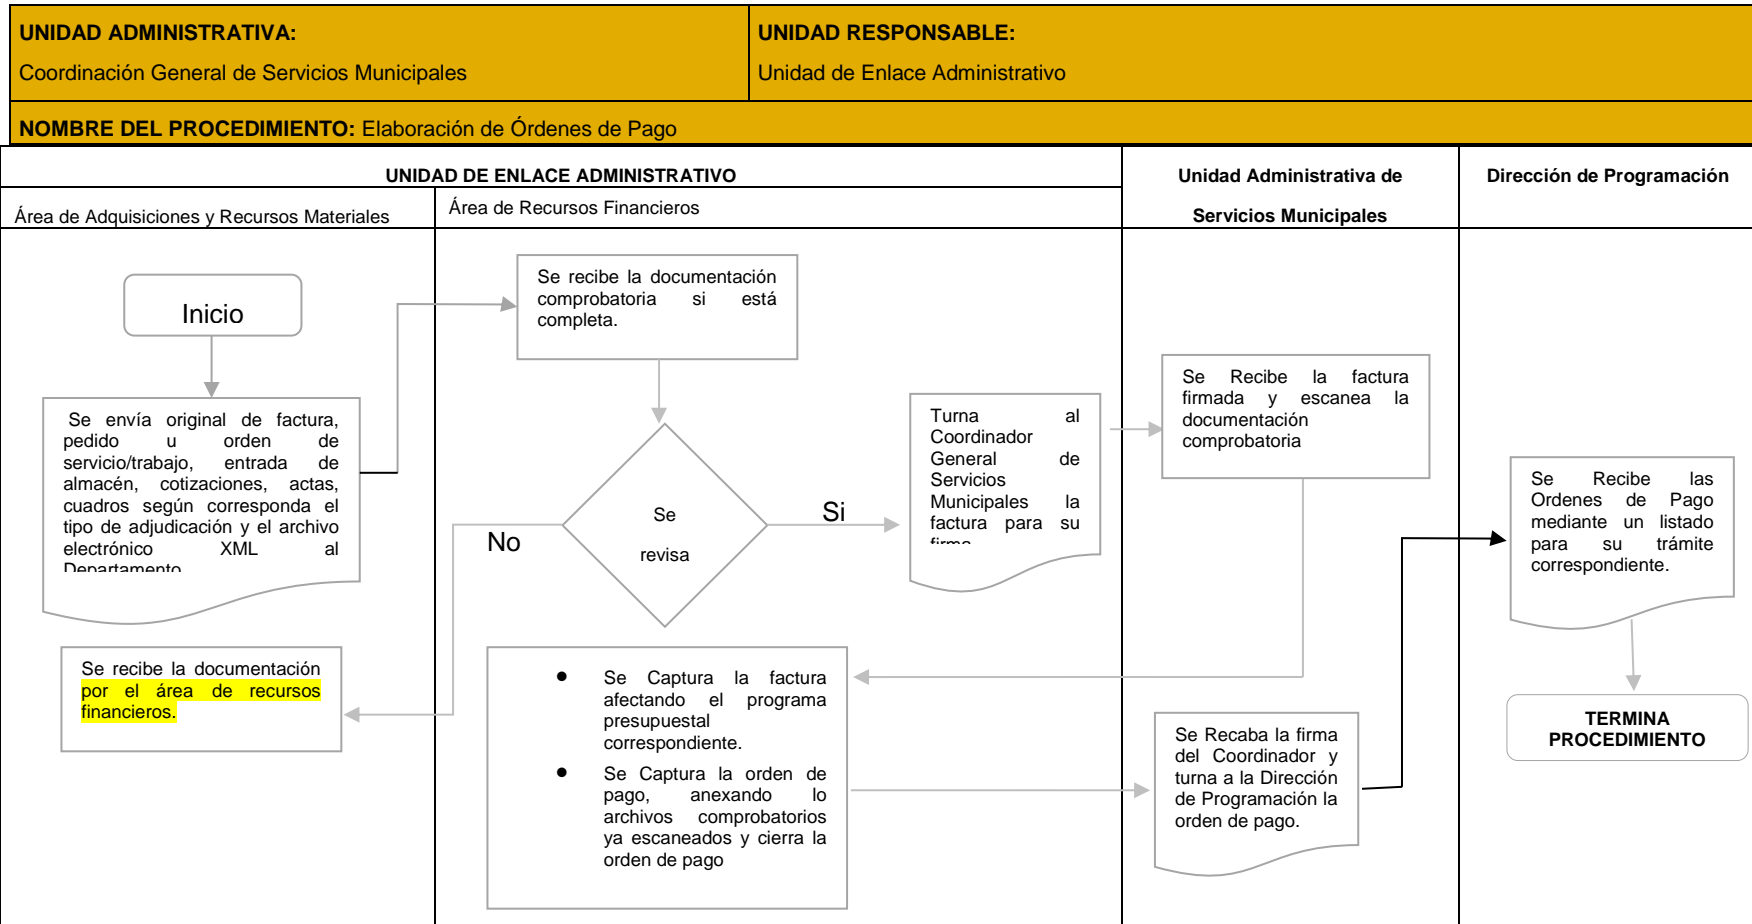 UNIDAD ADMINISTRATIVA:
Coordinación General de Servicios Municipales
UNIDAD RESPONSABLE:
Unidad de Enlace Administrativo
NOMBRE DEL PROCEDIMIENTO: Elaboración de Órdenes de Pago
UNIDAD DE ENLACE ADMINISTRATIVO
Unidad Administrativa de
Servicios Municipales
Dirección de Programación
Área de Adquisiciones y Recursos Materiales
Área de Recursos Financieros
Inicio
Se envía original de factura,
pedido u orden de
servicio/trabajo, entrada de
almacén, cotizaciones, actas,
cuadros según corresponda el
tipo de adjudicación y el archivo
electrónico XML al
Departamento
Se recibe la documentación
por el área de recursos
financieros.
Se recibe la documentación
comprobatoria si está
completa.
Se
revisa
No
Si
Turna al
Coordinador
General de
Servicios
Municipales la
factura para su
firma
Se Captura la factura
afectando el programa
presupuestal
correspondiente.
Se Captura la orden de
pago, anexando lo
archivos comprobatorios
ya escaneados y cierra la
orden de pago
Se Recibe la factura
firmada y escanea la
documentación
comprobatoria
Se Recaba la firma
del Coordinador y
turna a la Dirección
de Programación la
orden de pago.
Se Recibe las
Ordenes de Pago
mediante un listado
para su trámite
correspondiente.
TERMINA
PROCEDIMIENTO